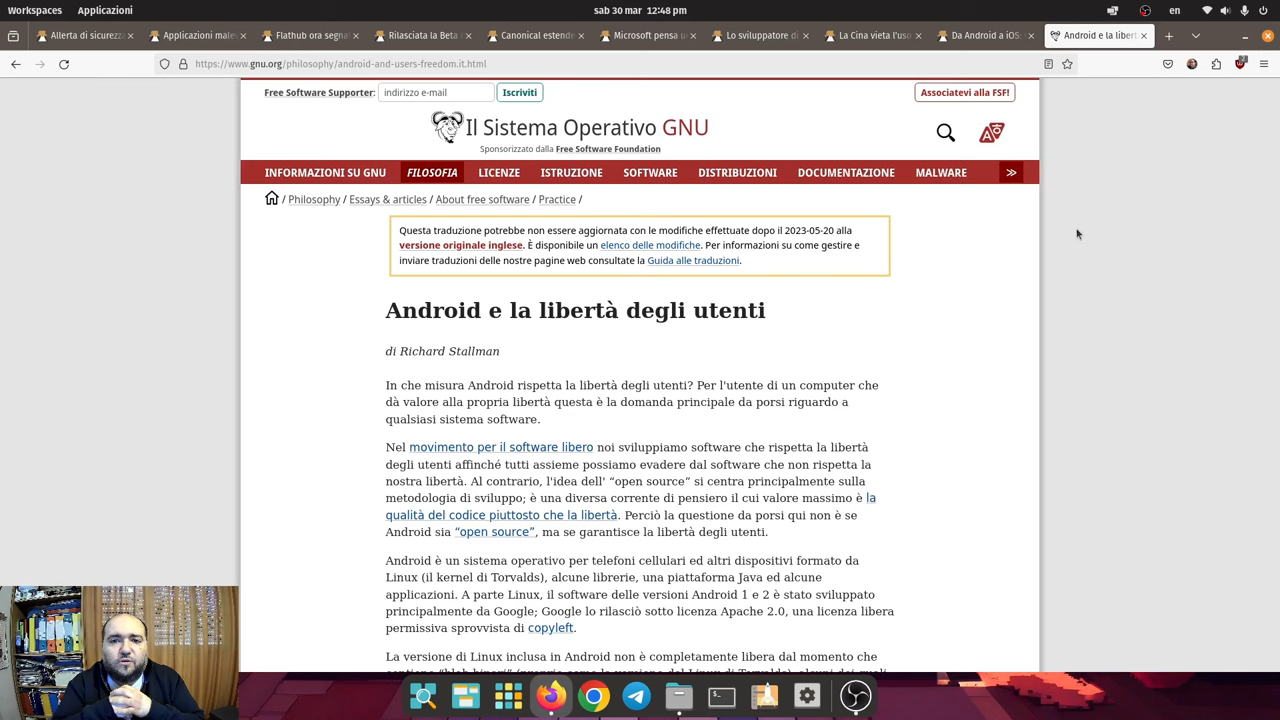 Workspaces Applicazioni sab 30 mar 12:48 pm en
Allerta di sicurezza Applicazioni male Flathub ora segnal Rilasciata la Beta Canonical estende Microsoft pensa u Lo sviluppatore di La Cina vieta l'uso Da Android a iOS: Android e la libert
https://www.gnu.org/philosophy/android-and-users-freedom.it.html
Free Software Supporter: indirizzo e-mail Iscriviti Associatevi alla FSF!
Il Sistema Operativo GNU
Sponsorizzato dalla Free Software Foundation
INFORMAZIONI SU GNU FILOSOFIA LICENZE ISTRUZIONE SOFTWARE DISTRIBUZIONI DOCUMENTAZIONE MALWARE ≫
/ Philosophy / Essays & articles / About free software / Practice /
Questa traduzione potrebbe non essere aggiornata con le modifiche effettuate dopo il 2023-05-20 alla
versione originale inglese. È disponibile un elenco delle modifiche. Per informazioni su come gestire e
inviare traduzioni delle nostre pagine web consultate la Guida alle traduzioni.
Android e la libertà degli utenti
di Richard Stallman
In che misura Android rispetta la libertà degli utenti? Per l'utente di un computer che
dà valore alla propria libertà questa è la domanda principale da porsi riguardo a
qualsiasi sistema software.
Nel movimento per il software libero noi sviluppiamo software che rispetta la libertà
degli utenti affinché tutti assieme possiamo evadere dal software che non rispetta la
nostra libertà. Al contrario, l'idea dell' “open source” si centra principalmente sulla
metodologia di sviluppo; è una diversa corrente di pensiero il cui valore massimo è la
qualità del codice piuttosto che la libertà. Perciò la questione da porsi qui non è se
Android sia “open source”, ma se garantisce la libertà degli utenti.
Android è un sistema operativo per telefoni cellulari ed altri dispositivi formato da
Linux (il kernel di Torvalds), alcune librerie, una piattaforma Java ed alcune
applicazioni. A parte Linux, il software delle versioni Android 1 e 2 è stato sviluppato
principalmente da Google; Google lo rilasciò sotto licenza Apache 2.0, una licenza libera
permissiva sprovvista di copyleft.
La versione di Linux inclusa in Android non è completamente libera dal momento che